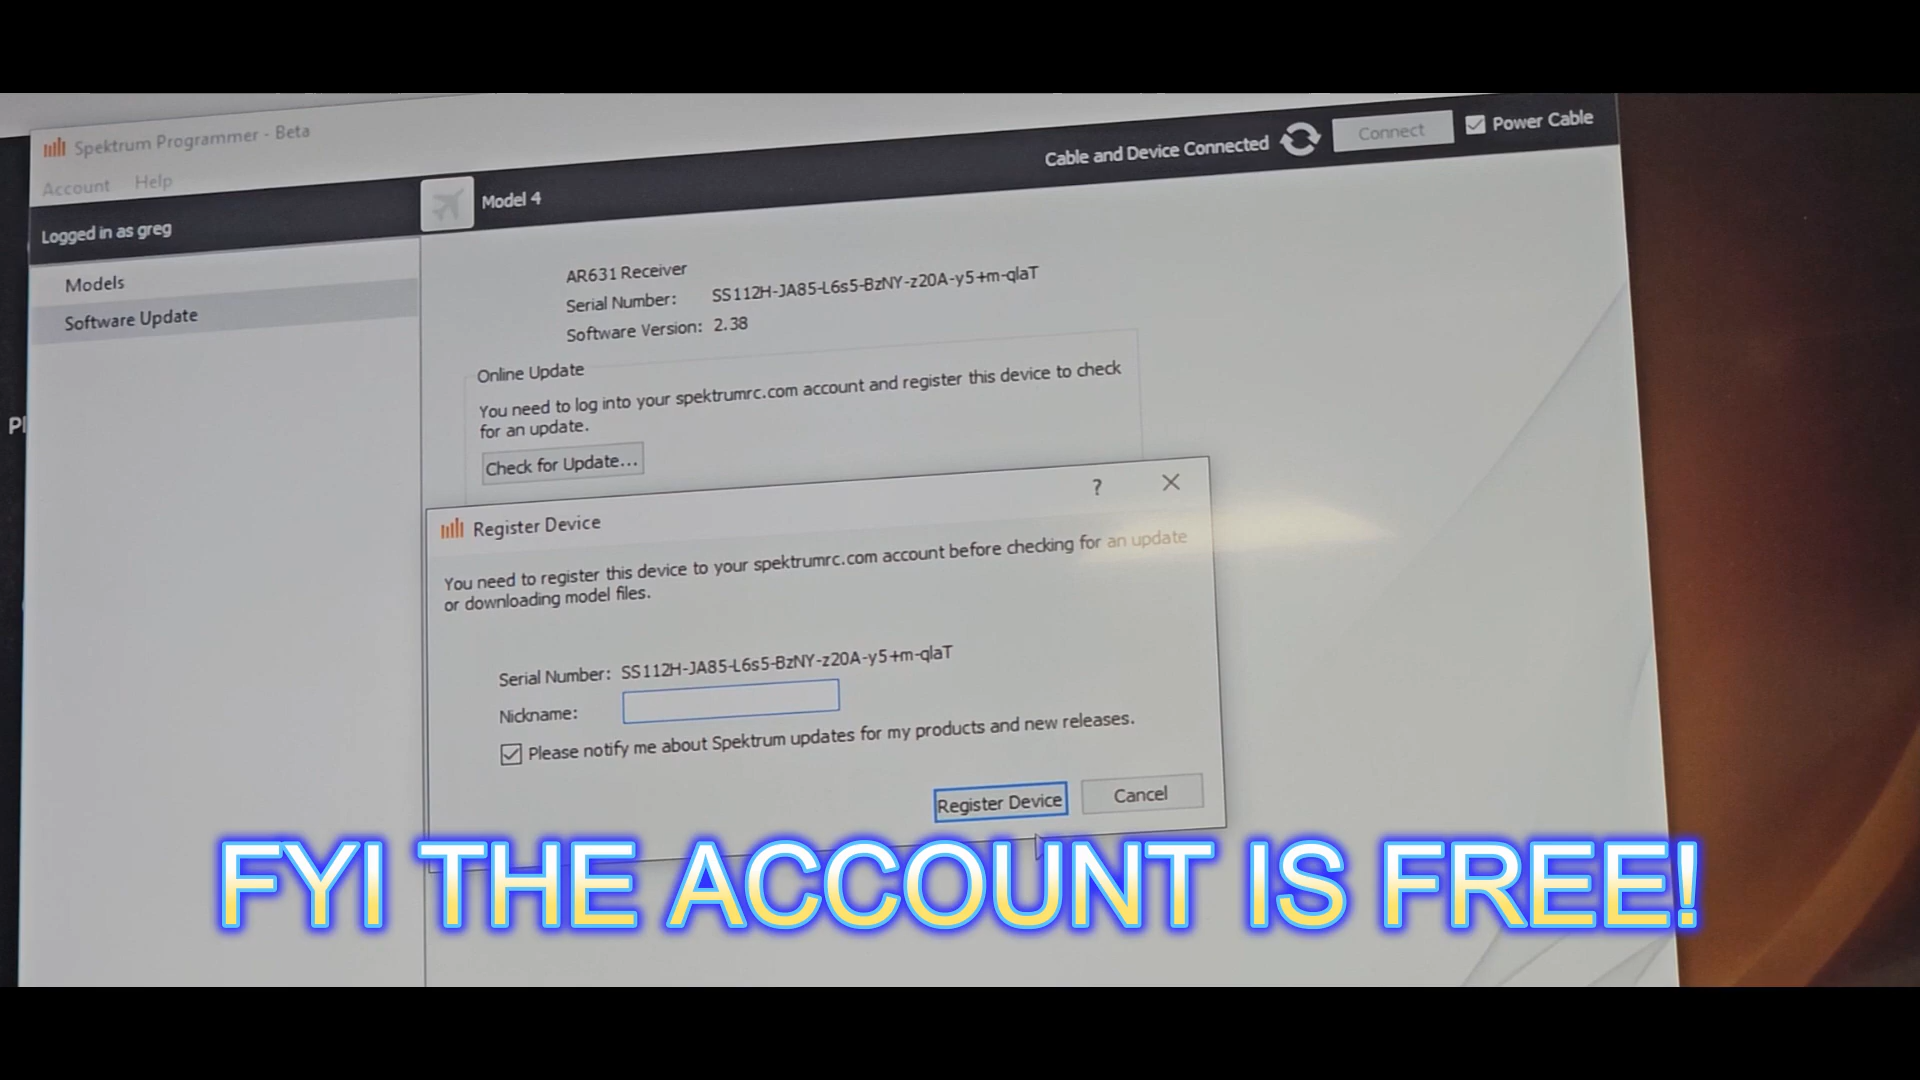 Spektrum Programmer - Beta
Account Help
Cable and Device Connected Connect Power Cable
Logged in as greg
Model 4
Models
Software Update
AR631 Receiver
Serial Number: SS112H-JA85-L6s5-BzNY-z20A-y5+m-qlaT
Software Version: 2.38
Online Update
You need to log into your spektrumrc.com account and register this device to check
for an update.
Check for Update...
?
Register Device
You need to register this device to your spektrumrc.com account before checking for an update
or downloading model files.
Serial Number: SS112H-JA85-L6s5-BzNY-z20A-y5+m-qlaT
Nickname:
Please notify me about Spektrum updates for my products and new releases.
Register Device Cancel
FYI THE ACCOUNT IS FREE!